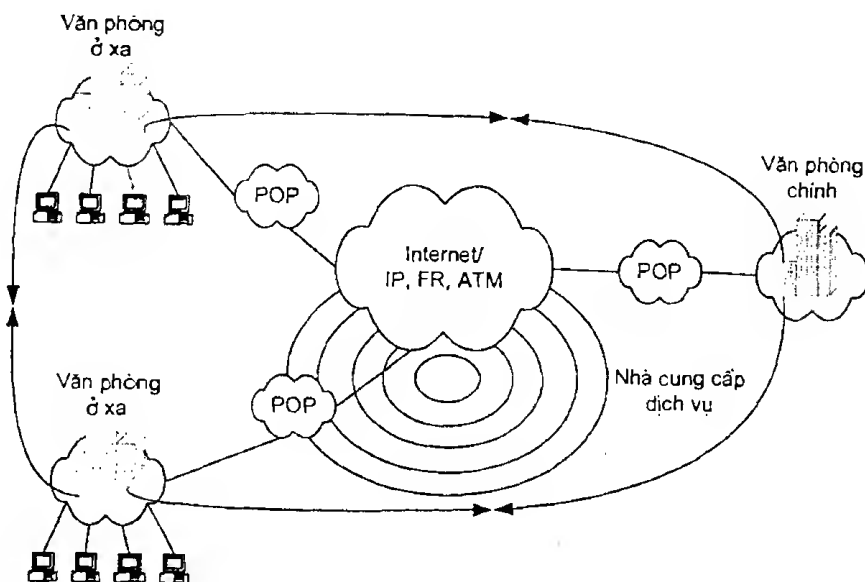 Văn phòng
ở xa
POP
Văn phòng
chính
Internet/
IP, FR, ATM
POP
Văn phòng
ở xa
POP
Nhà cung cấp
dịch vụ